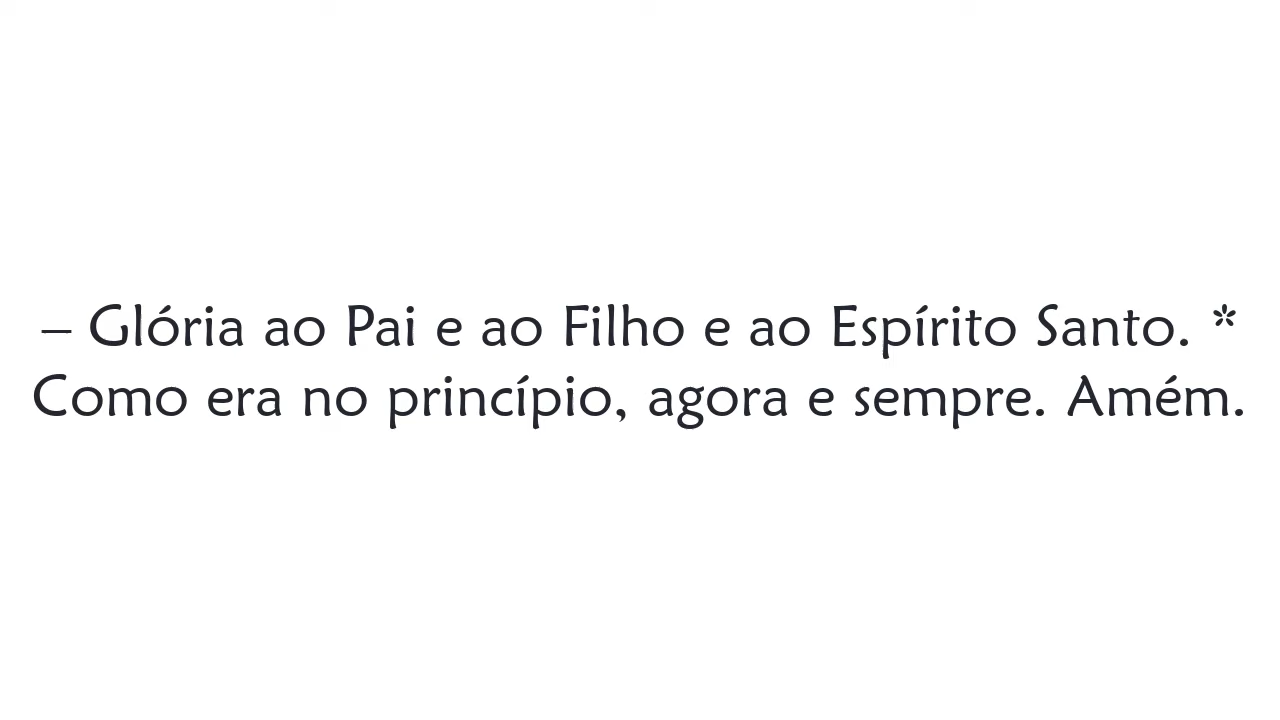 – Glória ao Pai e ao Filho e ao Espírito Santo. *
Como era no princípio, agora e sempre. Amém.